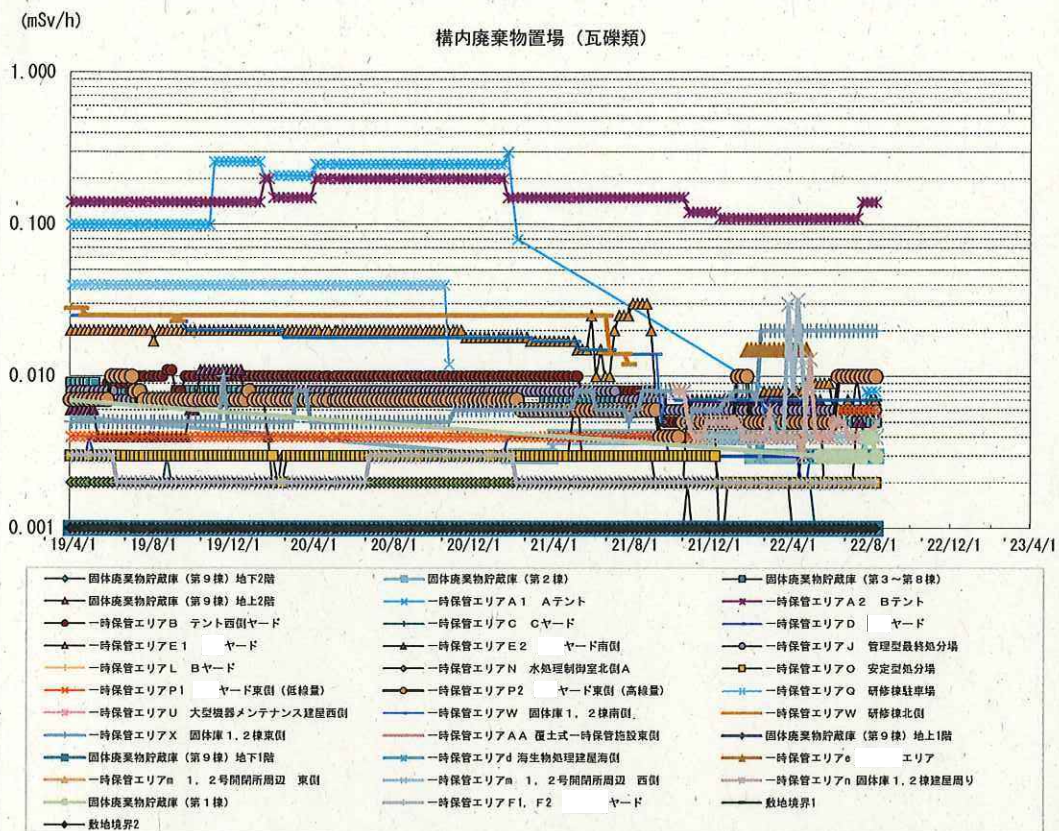 (mSv/h)
構内廃棄物置場（瓦礫類）
1.000
0.100
0.010
0.001
'19/4/1 '19/8/1 '19/12/1 '20/4/1 '20/8/1 '20/12/1 '21/4/1 '21/8/1 '21/12/1 '22/4/1 '22/8/1 '22/12/1 '23/4/1
固体廃棄物貯蔵庫（第９棟）地下2階 固体廃棄物貯蔵庫（第２棟） 固体廃棄物貯蔵庫（第３～第８棟）
固体廃棄物貯蔵庫（第９棟）地上2階 一時保管エリアＡ１ Ａテント 一時保管エリアＡ２ Ｂテント
一時保管エリアＢ テント西側ヤード 一時保管エリアＣ Ｃヤード 一時保管エリアＤ ヤード
一時保管エリアＥ１ ヤード 一時保管エリアＥ２ ヤード南側 一時保管エリアＪ 管理型最終処分場
一時保管エリアＬ Ｂヤード 一時保管エリアＮ 水処理制御室北側Ａ 一時保管エリアＯ 安定型処分場
一時保管エリアＰ１ ヤード東側（低線量） 一時保管エリアＰ２ ヤード東側（高線量） 一時保管エリアＱ 研修棟駐車場
一時保管エリアＵ 大型機器メンテナンス建屋西側 一時保管エリアＷ 固体庫１，２棟南側 一時保管エリアＷ 研修棟北側
一時保管エリアＸ 固体庫１,２棟東側 一時保管エリアＡＡ 覆土式一時保管施設東側 固体廃棄物貯蔵庫（第９棟）地上1階
固体廃棄物貯蔵庫（第９棟）地下1階 一時保管エリアｄ 海生物処理建屋海側 一時保管エリアｅ エリア
一時保管エリアｍ １，２号開閉所周辺 東側 一時保管エリアｍ １，２号開閉所周辺 西側 一時保管エリアｎ 固体庫１,２棟建屋周り
固体廃棄物貯蔵庫（第１棟） 一時保管エリアＦ１，Ｆ２ ヤード 敷地境界1
敷地境界2